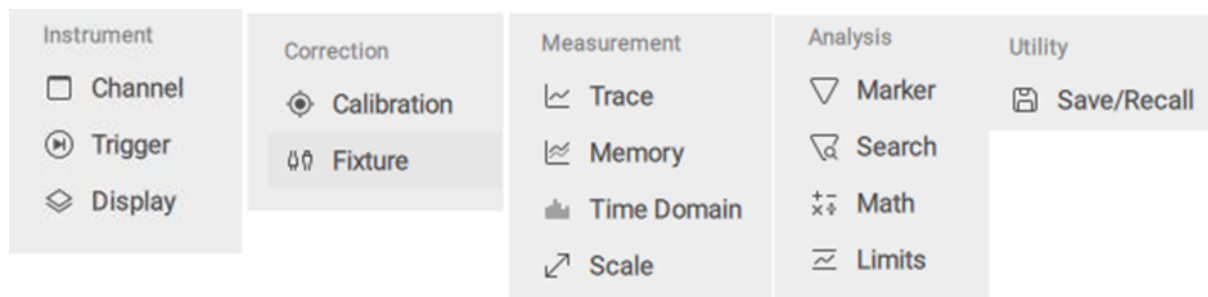 Instrument
Channel
Trigger
Display
Correction
Calibration
Fixture
Measurement
Trace
Memory
Time Domain
Scale
Analysis
Marker
Search
Math
Limits
Utility
Save/Recall